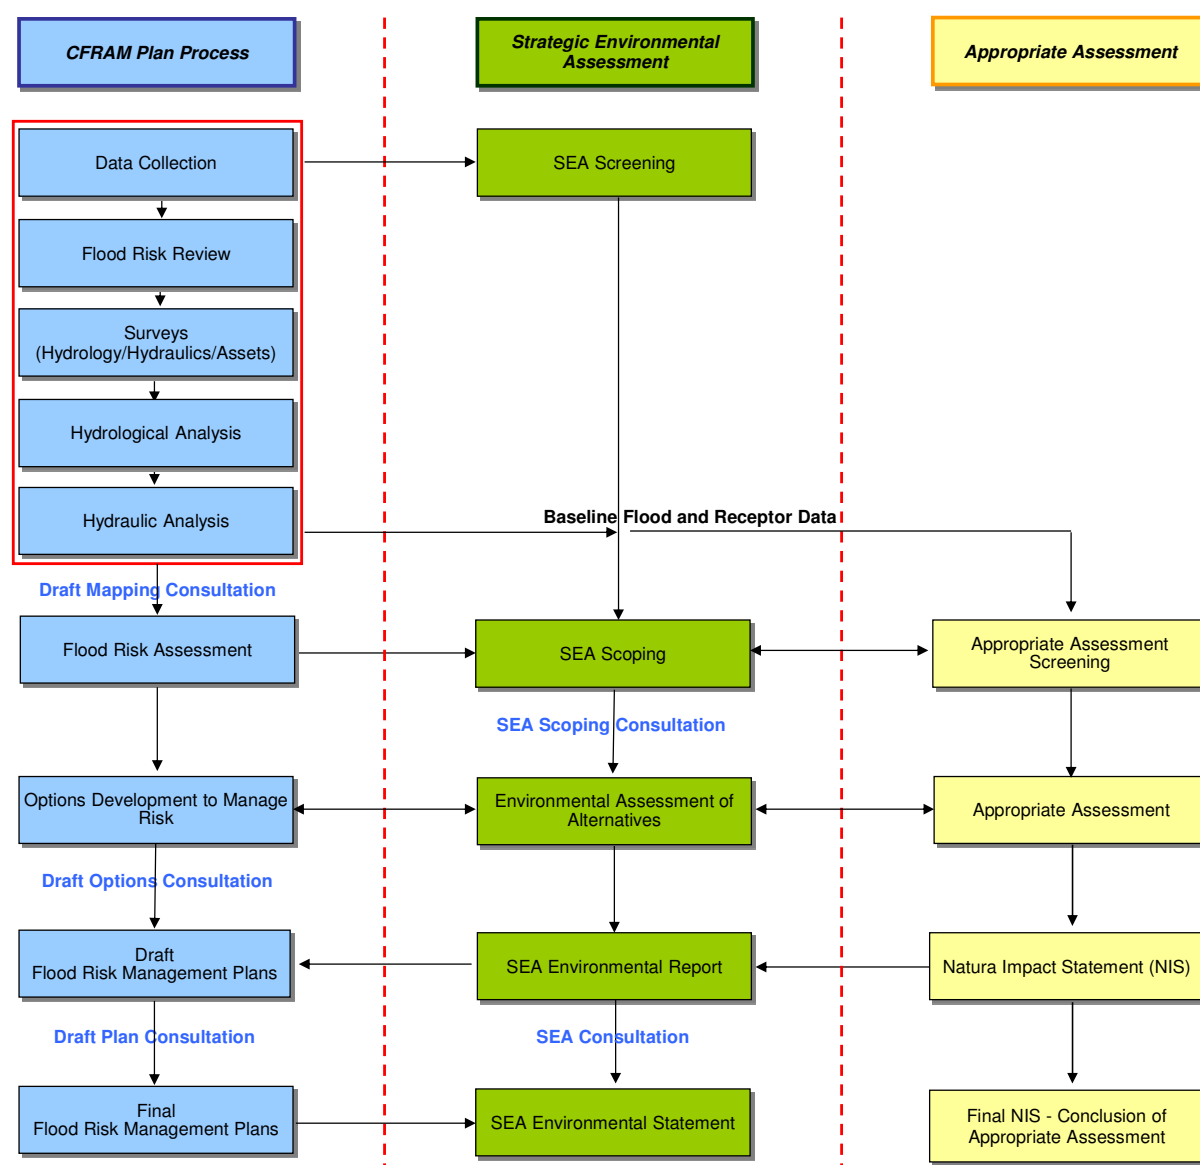 CFRAM Plan Process
Strategic Environmental
Assessment
Appropriate Assessment
Data Collection
SEA Screening
Flood Risk Review
Surveys
(Hydrology/Hydraulics/Assets)
Hydrological Analysis
Hydraulic Analysis
Baseline Flood and Receptor Data
Draft Mapping Consultation
Flood Risk Assessment
SEA Scoping
Appropriate Assessment
Screening
SEA Scoping Consultation
Options Development to Manage
Risk
Environmental Assessment of
Alternatives
Appropriate Assessment
Draft Options Consultation
Draft
Flood Risk Management Plans
SEA Environmental Report
Natura Impact Statement (NIS)
Draft Plan Consultation
SEA Consultation
Final
Flood Risk Management Plans
SEA Environmental Statement
Final NIS - Conclusion of
Appropriate Assessment